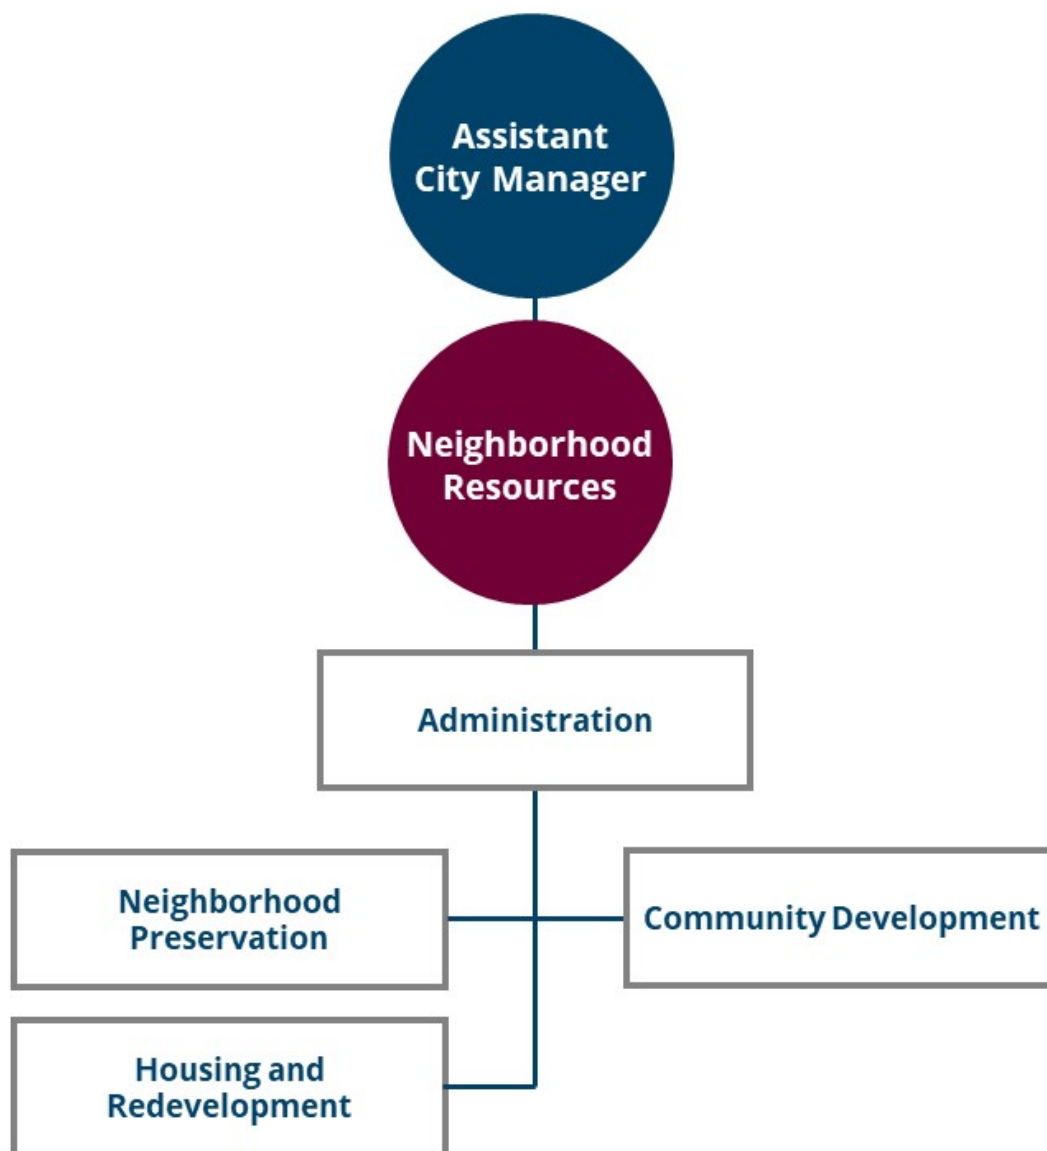 Assistant
City Manager
Neighborhood
Resources
Administration
Neighborhood
Preservation
Community Development
Housing and
Redevelopment